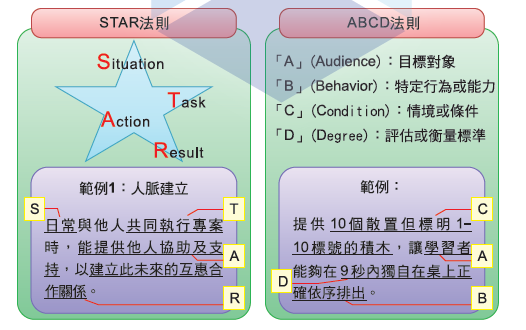 STAR法則
Situation
Task
Action
Result
範例1：人脈建立
S
T
日常與他人共同執行專案
時，能提供他人協助及支
A
持，以建立此未來的互惠合
作關係。
R
ABCD法則
「A」(Audience)：目標對象
「B」(Behavior)：特定行為或能力
「C」(Condition)：情境或條件
「D」(Degree)：評估或衡量標準
範例：
C
提供 10個散置但標明 1–
10標號的積木，讓學習者
A
D
能夠在9秒內獨自在桌上正
確依序排出。
B